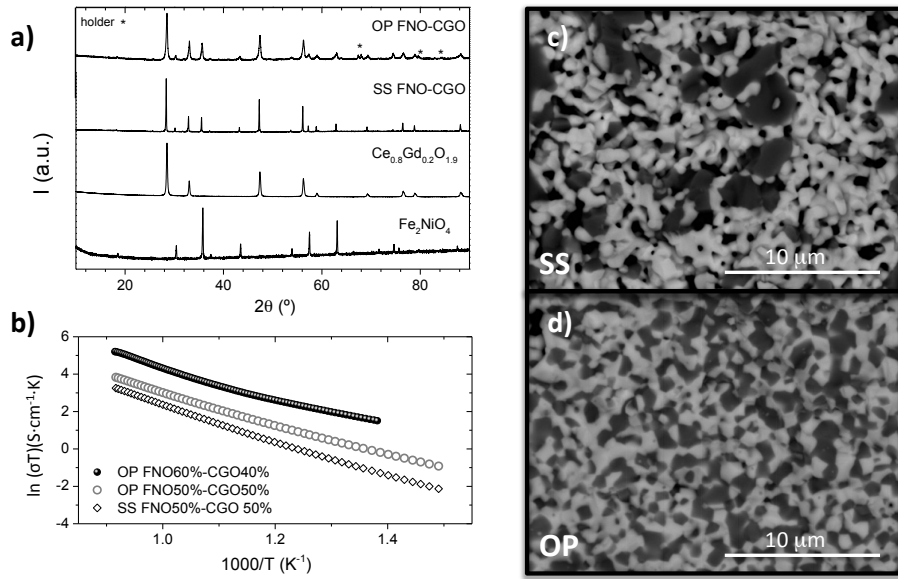 a)
holder *
OP FNO-CGO
*
*
*
SS FNO-CGO
Ce0.8Gd0.2O1.9
Fe2NiO4
I (a.u.)
20 40 60 80
2θ (º)
b)
6
4
2
0
-2
-4
ln (σT)(S·cm-1·K)
OP FNO60%-CGO40%
OP FNO50%-CGO50%
SS FNO50%-CGO 50%
1.0 1.2 1.4
1000/T (K-1)
c)
SS
10 µm
d)
OP
10 µm